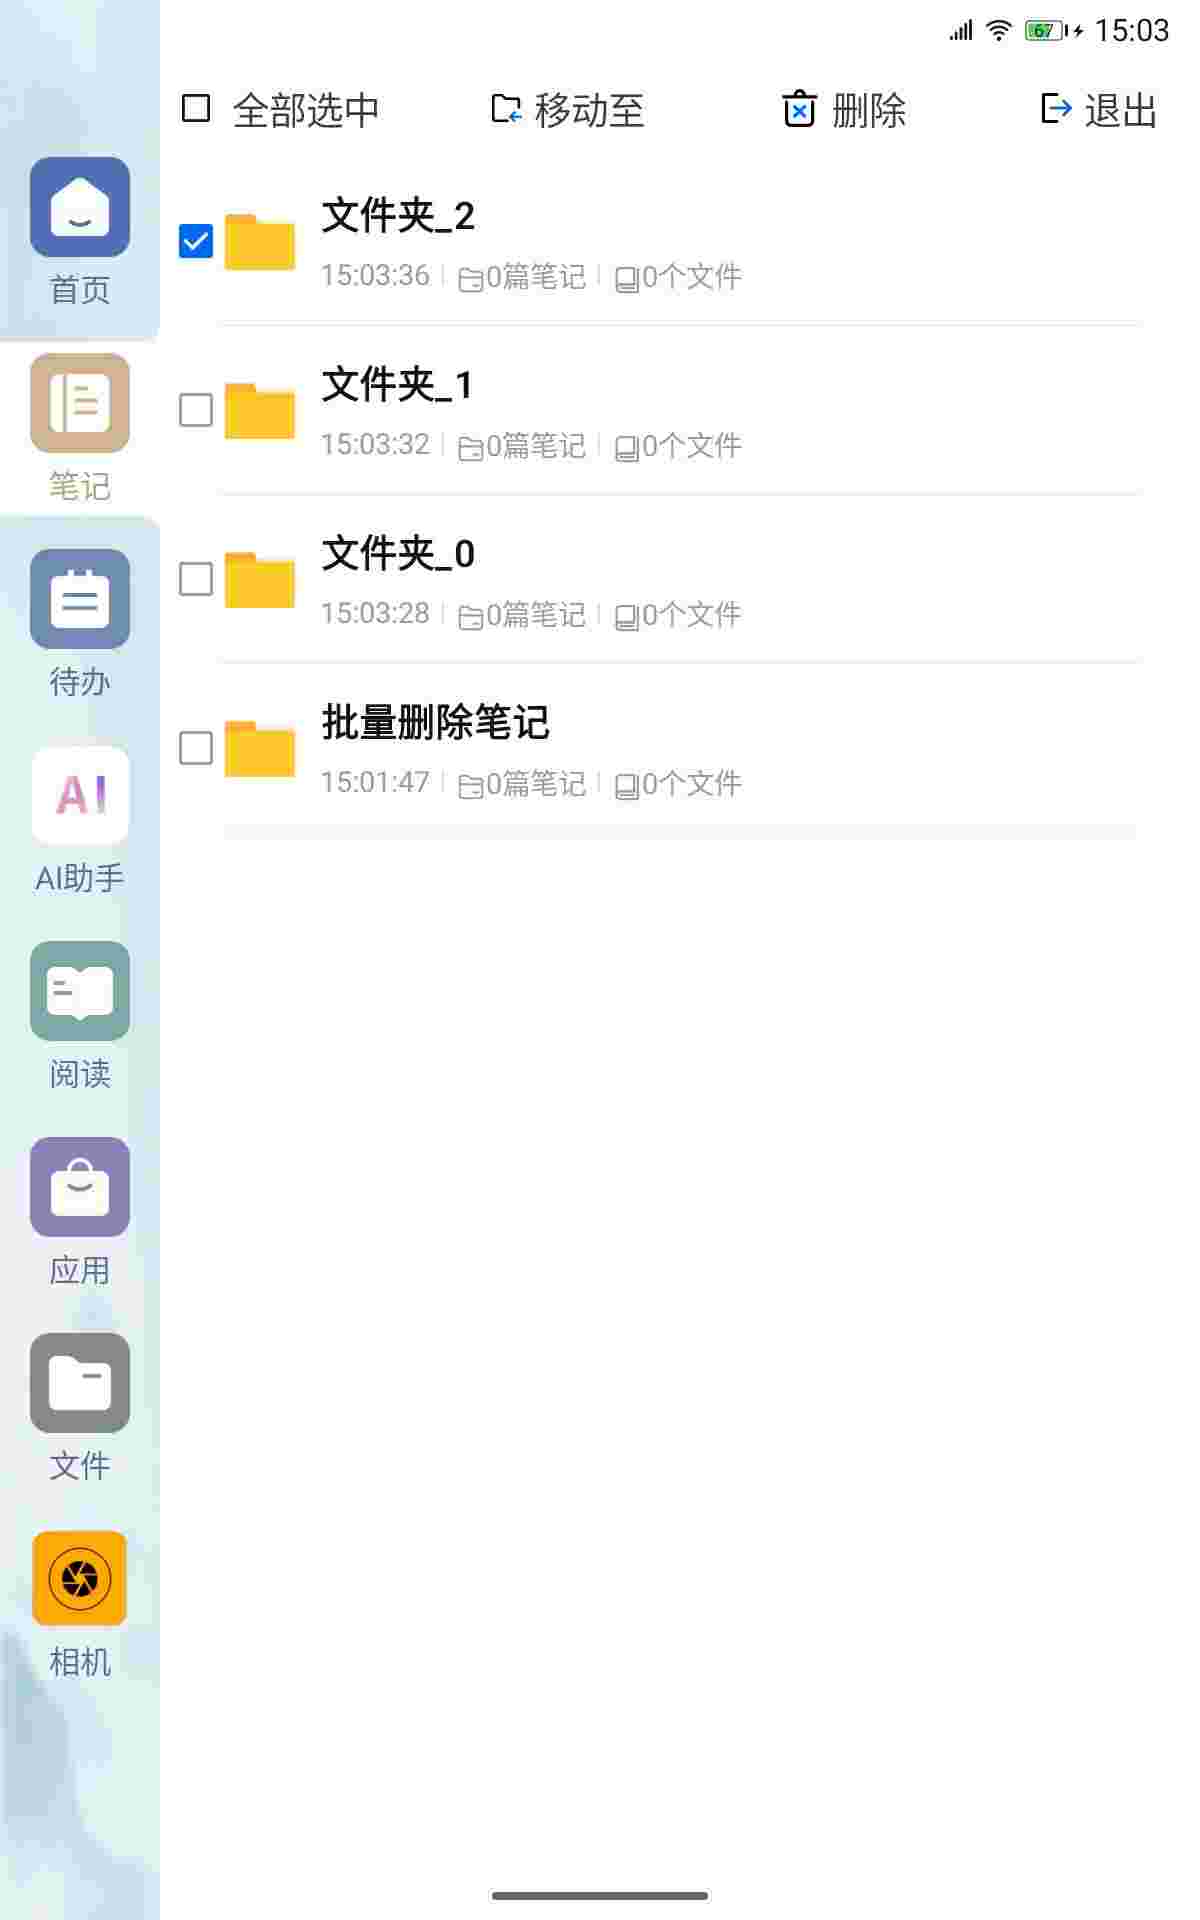 67 15:03
全部选中 移动至 删除 退出
文件夹_2
15:03:36 0篇笔记 0个文件
文件夹_1
15:03:32 0篇笔记 0个文件
文件夹_0
15:03:28 0篇笔记 0个文件
批量删除笔记
15:01:47 0篇笔记 0个文件
首页
笔记
待办
AI
AI助手
阅读
应用
文件
相机